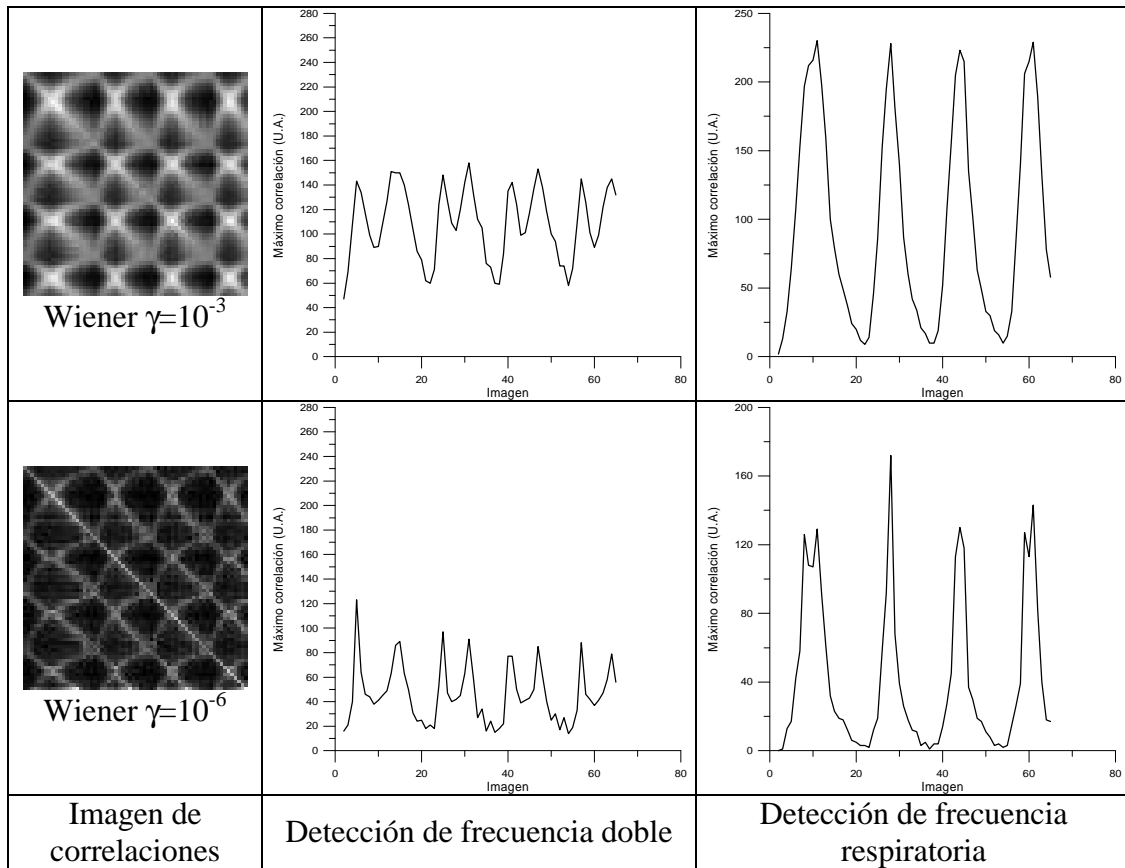 Wiener γ=10^-3
Máximo correlación (U.A.)
280
260
240
220
200
180
160
140
120
100
80
60
40
20
0
0 20 40 60 80
Imagen
Máximo correlación (U.A.)
250
200
150
100
50
0
0 20 40 60 80
Imagen
Wiener γ=10^-6
Máximo correlación (U.A.)
280
260
240
220
200
180
160
140
120
100
80
60
40
20
0
0 20 40 60 80
Imagen
Máximo correlación (U.A.)
200
160
120
80
40
0
0 20 40 60 80
Imagen
Imagen de
correlaciones
Detección de frecuencia doble
Detección de frecuencia
respiratoria